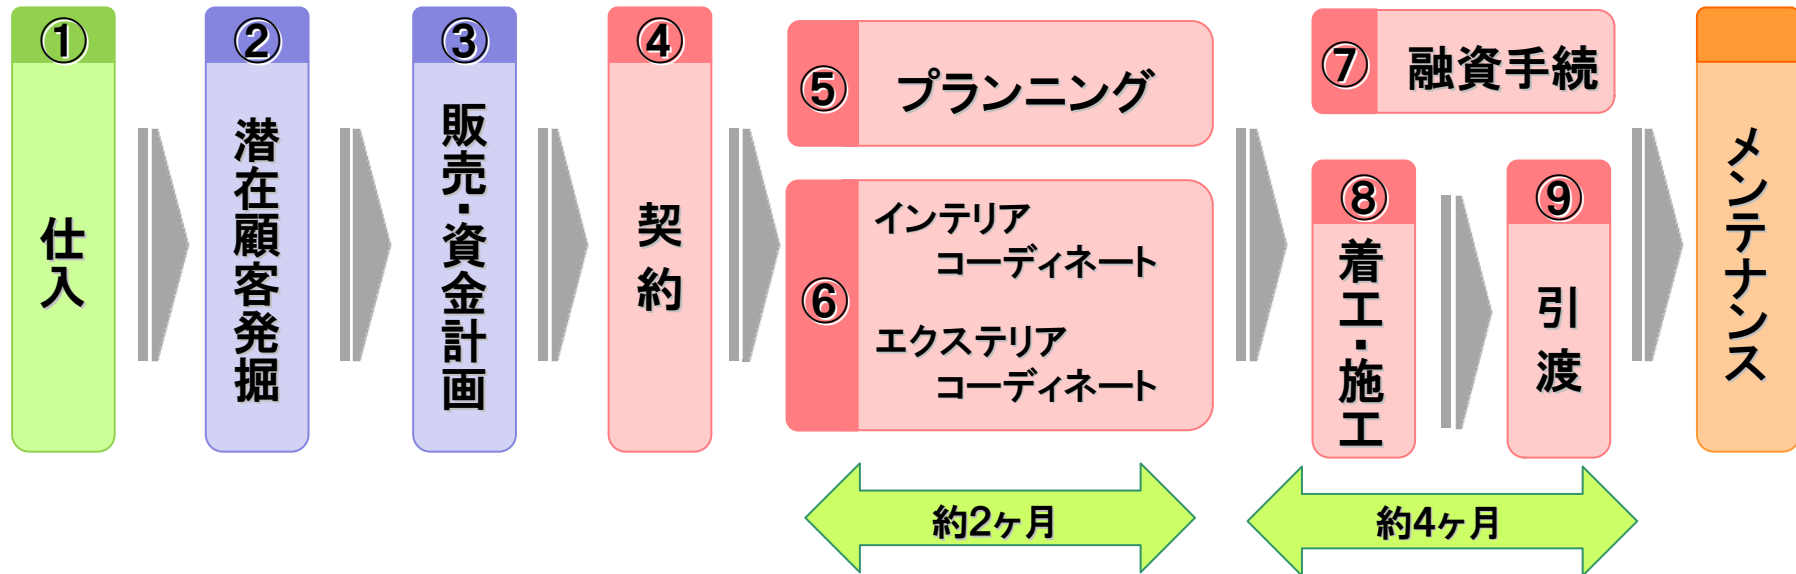 ①
仕入
②
潜在顧客発掘
③
販売・資金計画
④
契約
⑤
プランニング
⑥
インテリア
コーディネート
エクステリア
コーディネート
⑦
融資手続
⑧
着工・施工
⑨
引渡
メンテナンス
約2ヶ月
約4ヶ月